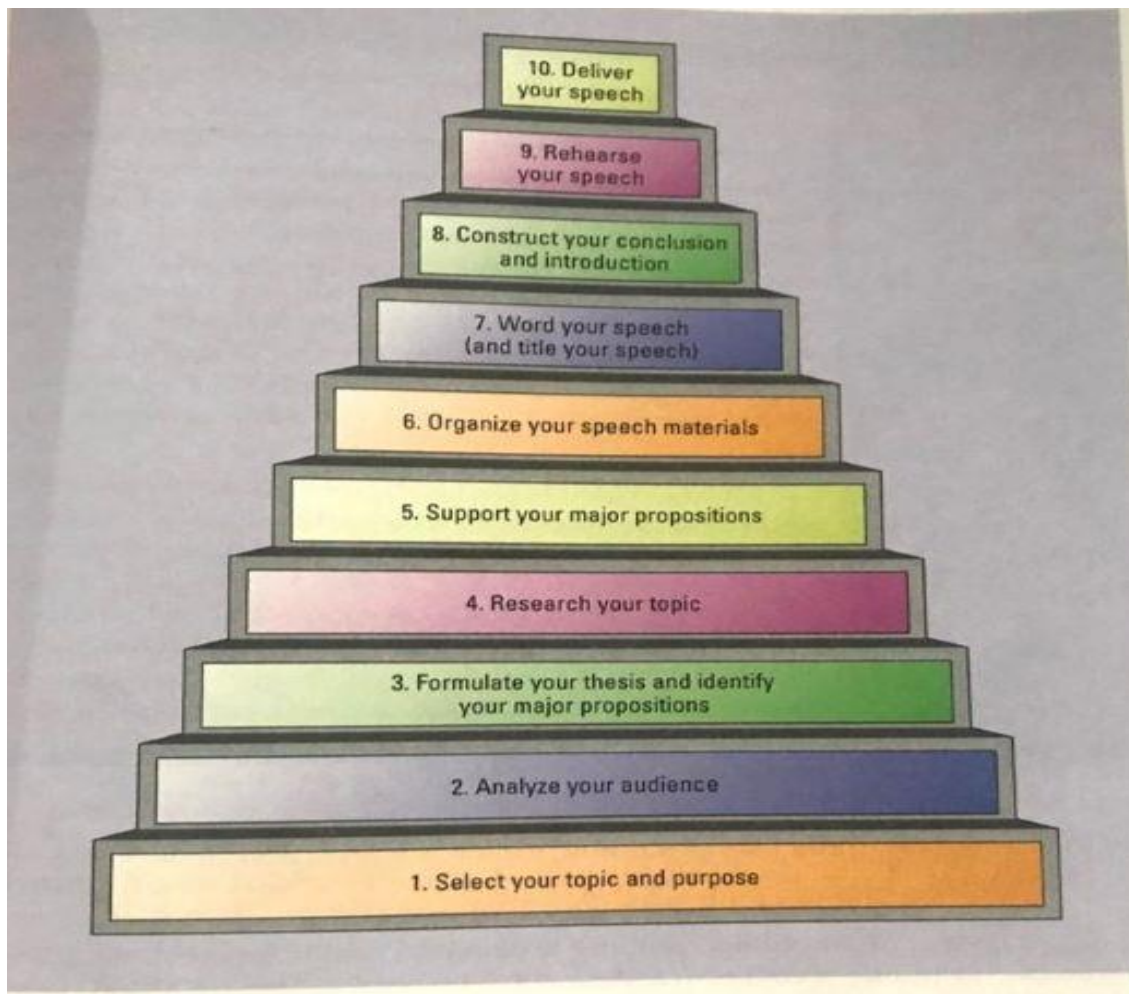 10. Deliver
your speech
9. Rehearse
your speech
8. Construct your conclusion
and introduction
7. Word your speech
(and title your speech)
6. Organize your speech materials
5. Support your major propositions
4. Research your topic
3. Formulate your thesis and identify
your major propositions
2. Analyze your audience
1. Select your topic and purpose